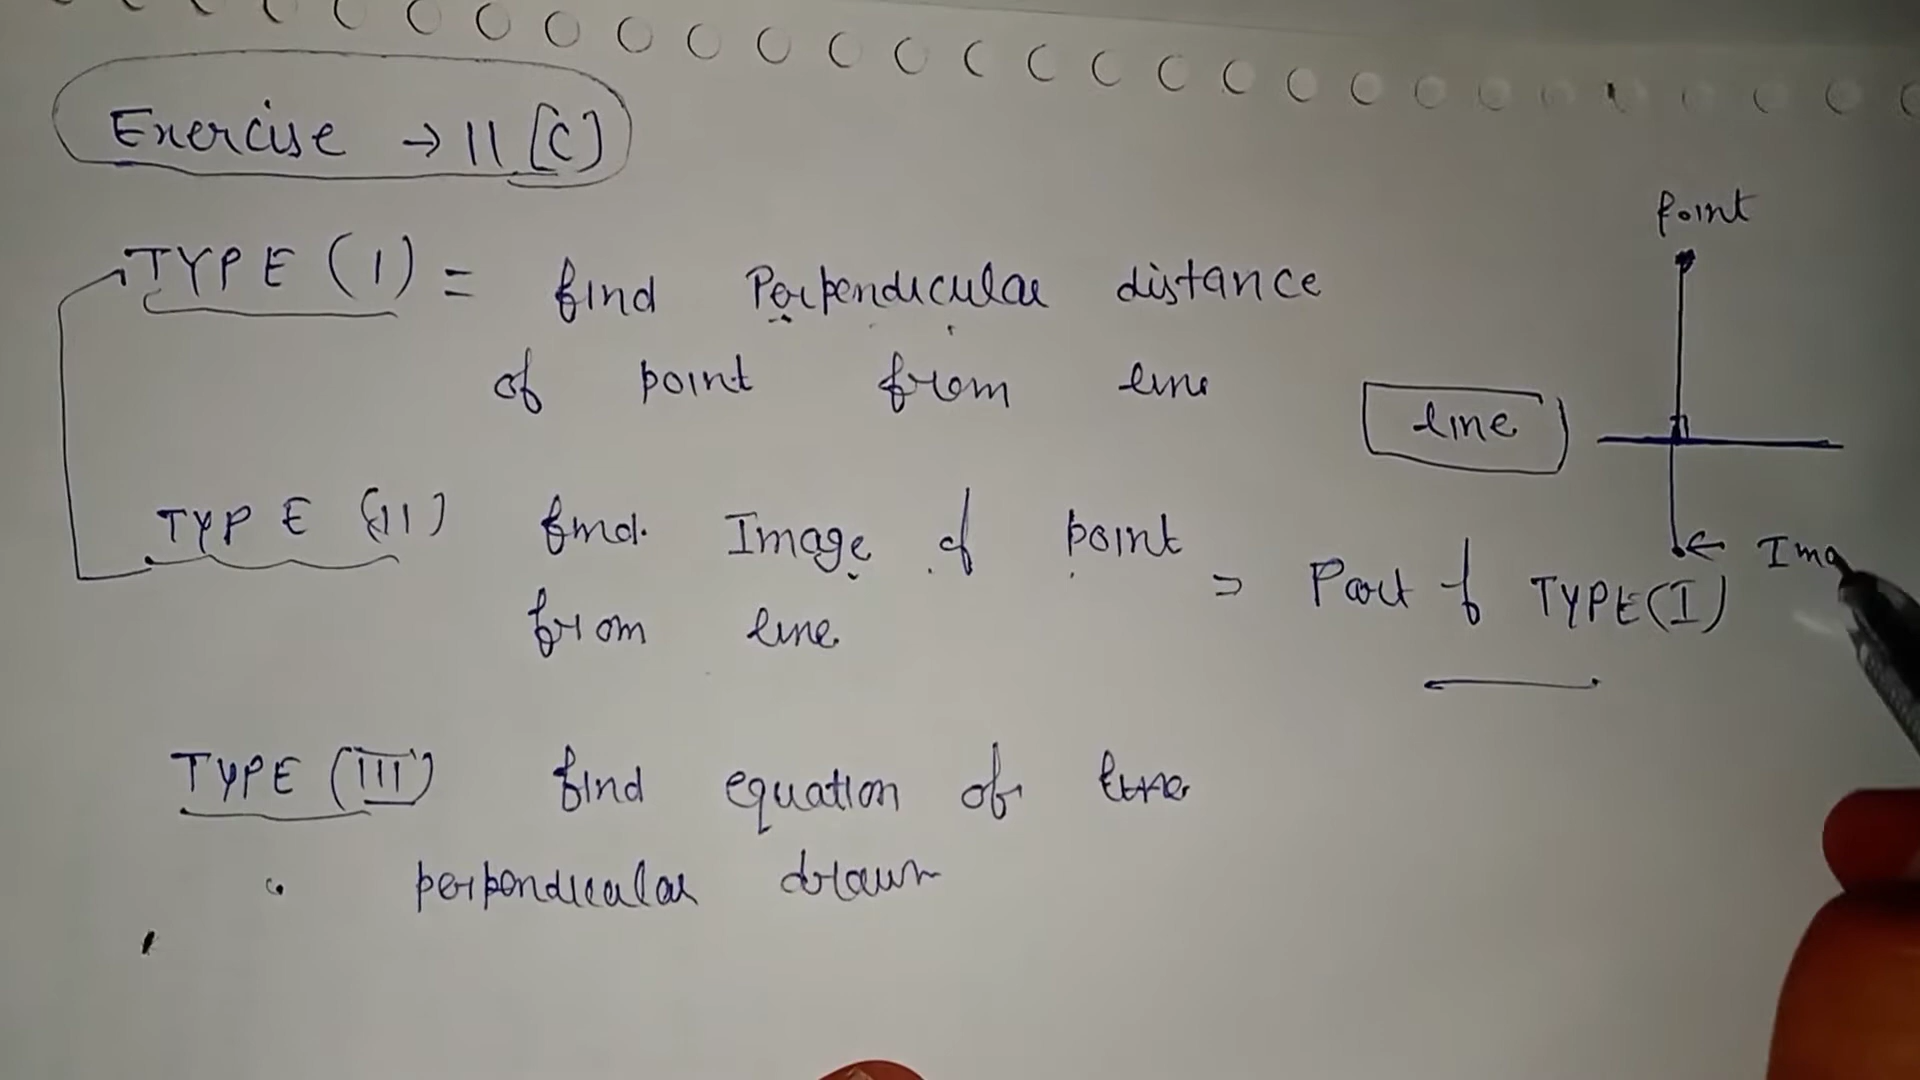 Exercise → 11 [C]
TYPE (I) = find Perpendicular distance
of point from line
TYPE (II) find Image of point
from line
= Part of TYPE(I)
TYPE (III) find equation of line
perpendicular drawn
Point
line
← Ima